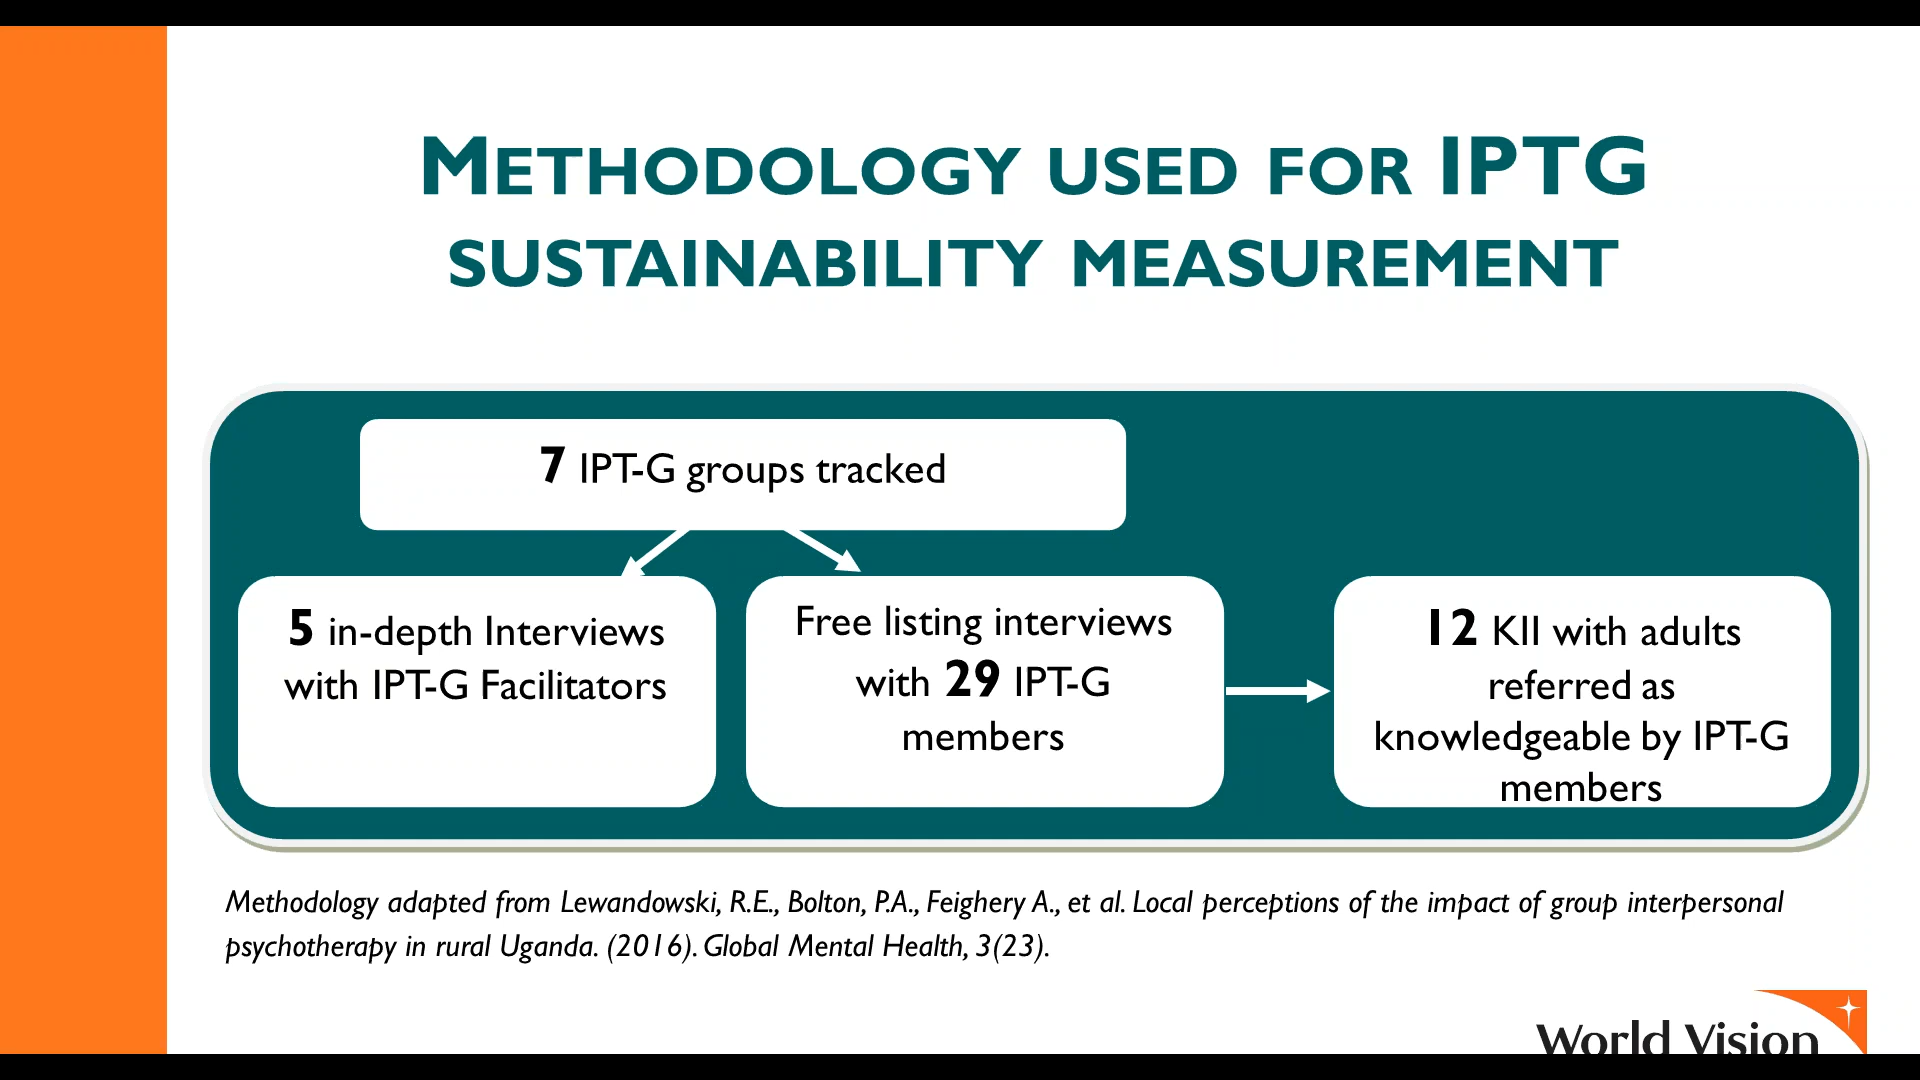 METHODOLOGY USED FOR IPTG
SUSTAINABILITY MEASUREMENT
7 IPT-G groups tracked
5 in-depth Interviews
with IPT-G Facilitators
Free listing interviews
with 29 IPT-G
members
12 KII with adults
referred as
knowledgeable by IPT-G
members
Methodology adapted from Lewandowski, R.E., Bolton, P.A., Feighery A., et al. Local perceptions of the impact of group interpersonal
psychotherapy in rural Uganda. (2016). Global Mental Health, 3(23).
World Vision